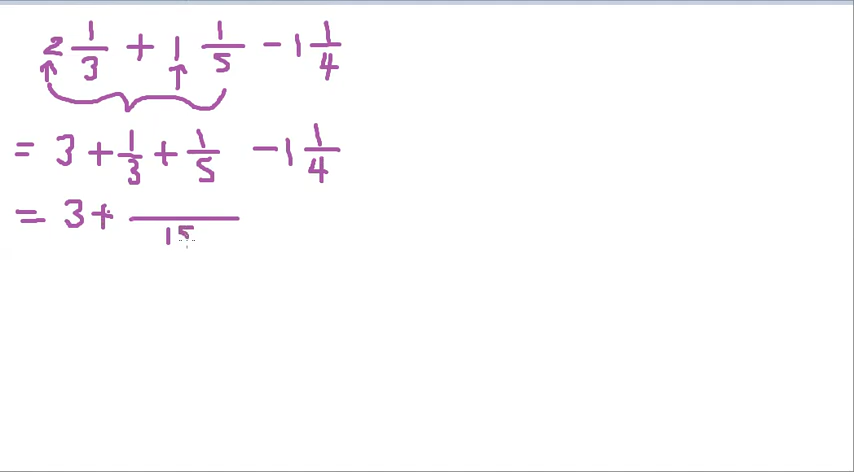 2 1/3 + 1 1/5 - 1 1/4
= 3 + 1/3 + 1/5 - 1 1/4
= 3 + /15